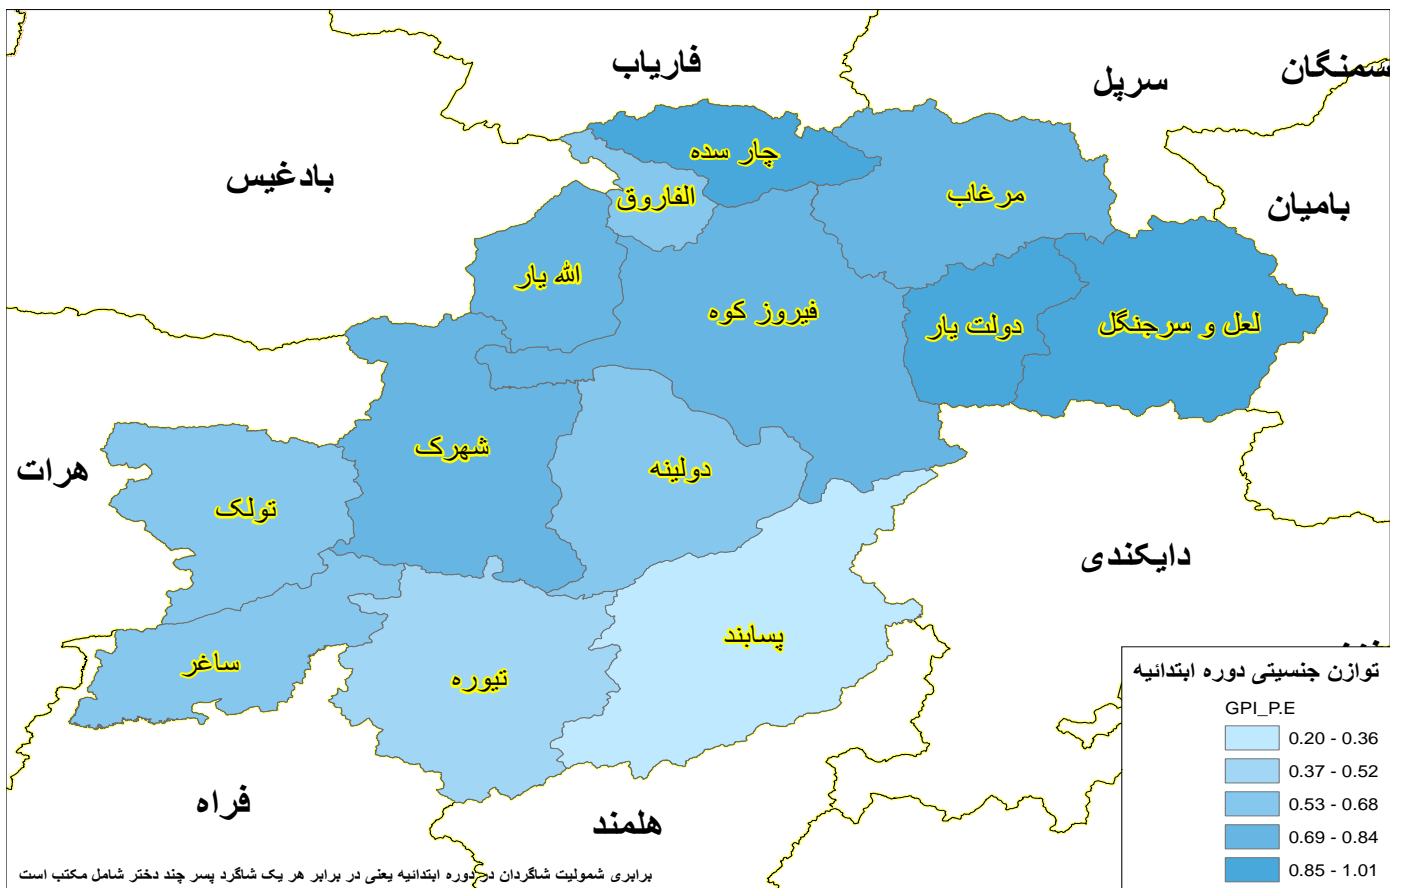 فاریاب
سرپل
سمنگان
بادغیس
چار سده
الفاروق
مرغاب
بامیان
الله یار
فیروز کوه
دولت یار
لعل و سرجنگل
شهرک
دولینه
هرات
تولک
دایکندی
پسابند
ساغر
تیوره
فراه
هلمند
توازن جنسیتی دوره ابتدائیه
GPI_P.E
0.20 - 0.36
0.37 - 0.52
0.53 - 0.68
0.69 - 0.84
0.85 - 1.01
برابری شمولیت شاگردان در دوره ابتدائیه یعنی در برابر هر یک شاگرد پسر چند دختر شامل مکتب است